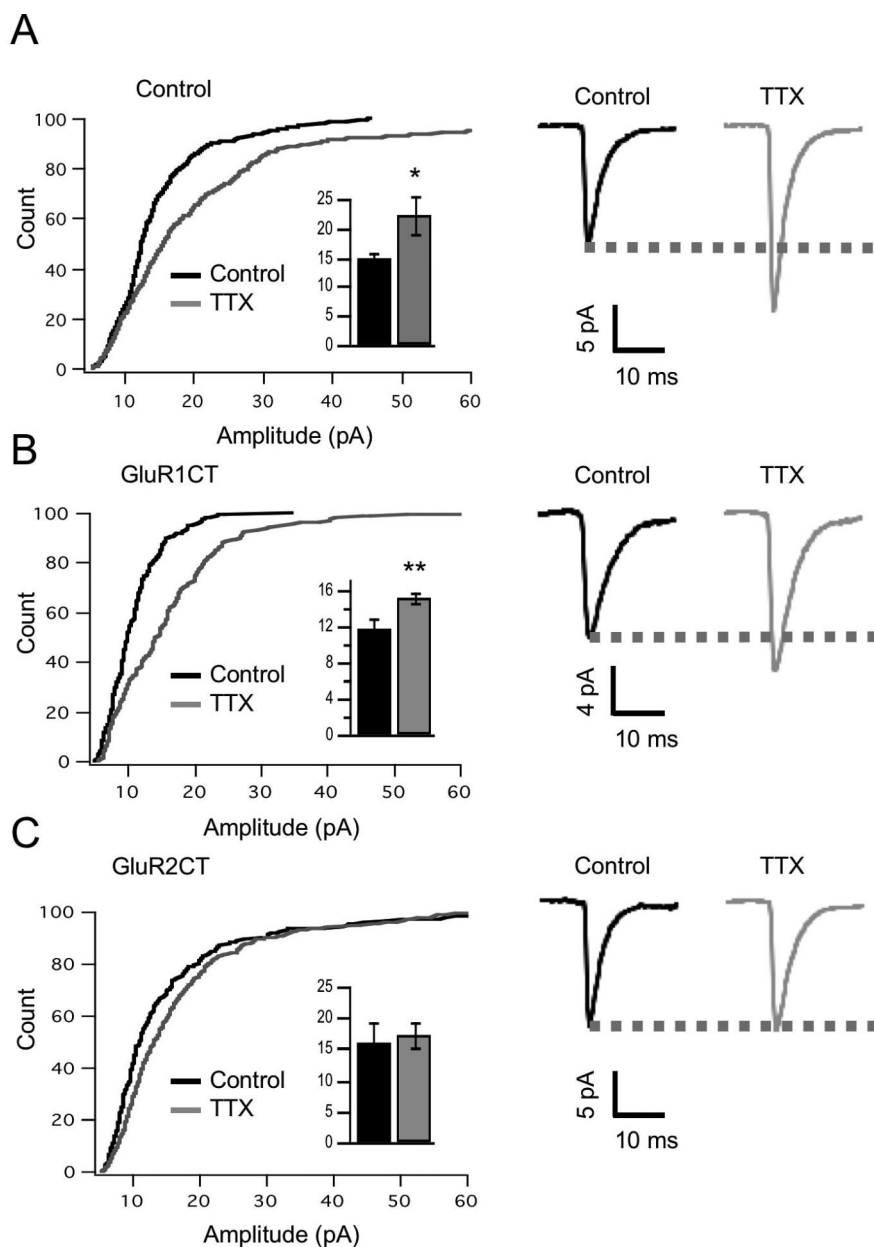 A
Control
Control TTX
100
80
60
40
20
0
Count
25
20
15
10
5
0
*
Control
TTX
10 20 30 40 50 60
Amplitude (pA)
5 pA
10 ms
B
GluR1CT
Control TTX
100
80
60
40
20
0
Count
16
12
8
4
0
**
Control
TTX
10 20 30 40 50 60
Amplitude (pA)
4 pA
10 ms
C
GluR2CT
Control TTX
100
80
60
40
20
0
Count
25
20
15
10
5
0
Control
TTX
10 20 30 40 50 60
Amplitude (pA)
5 pA
10 ms